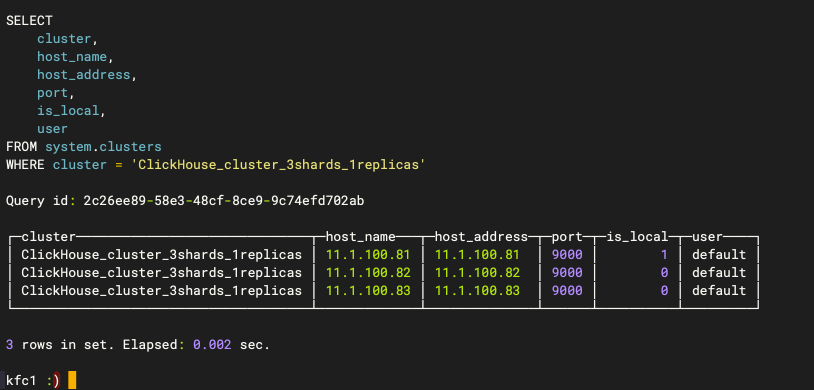 SELECT
    cluster,
    host_name,
    host_address,
    port,
    is_local,
    user
FROM system.clusters
WHERE cluster = 'ClickHouse_cluster_3shards_1replicas'
Query id: 2c26ee89-58e3-48cf-8ce9-9c74efd702ab
┌─cluster──────────────────────────────┬─host_name───┬─host_address─┬─port─┬─is_local─┬─user────┐
│ ClickHouse_cluster_3shards_1replicas │ 11.1.100.81 │ 11.1.100.81  │ 9000 │        1 │ default │
│ ClickHouse_cluster_3shards_1replicas │ 11.1.100.82 │ 11.1.100.82  │ 9000 │        0 │ default │
│ ClickHouse_cluster_3shards_1replicas │ 11.1.100.83 │ 11.1.100.83  │ 9000 │        0 │ default │
└──────────────────────────────────────┴─────────────┴──────────────┴──────┴──────────┴─────────┘
3 rows in set. Elapsed: 0.002 sec.
kfc1 :)